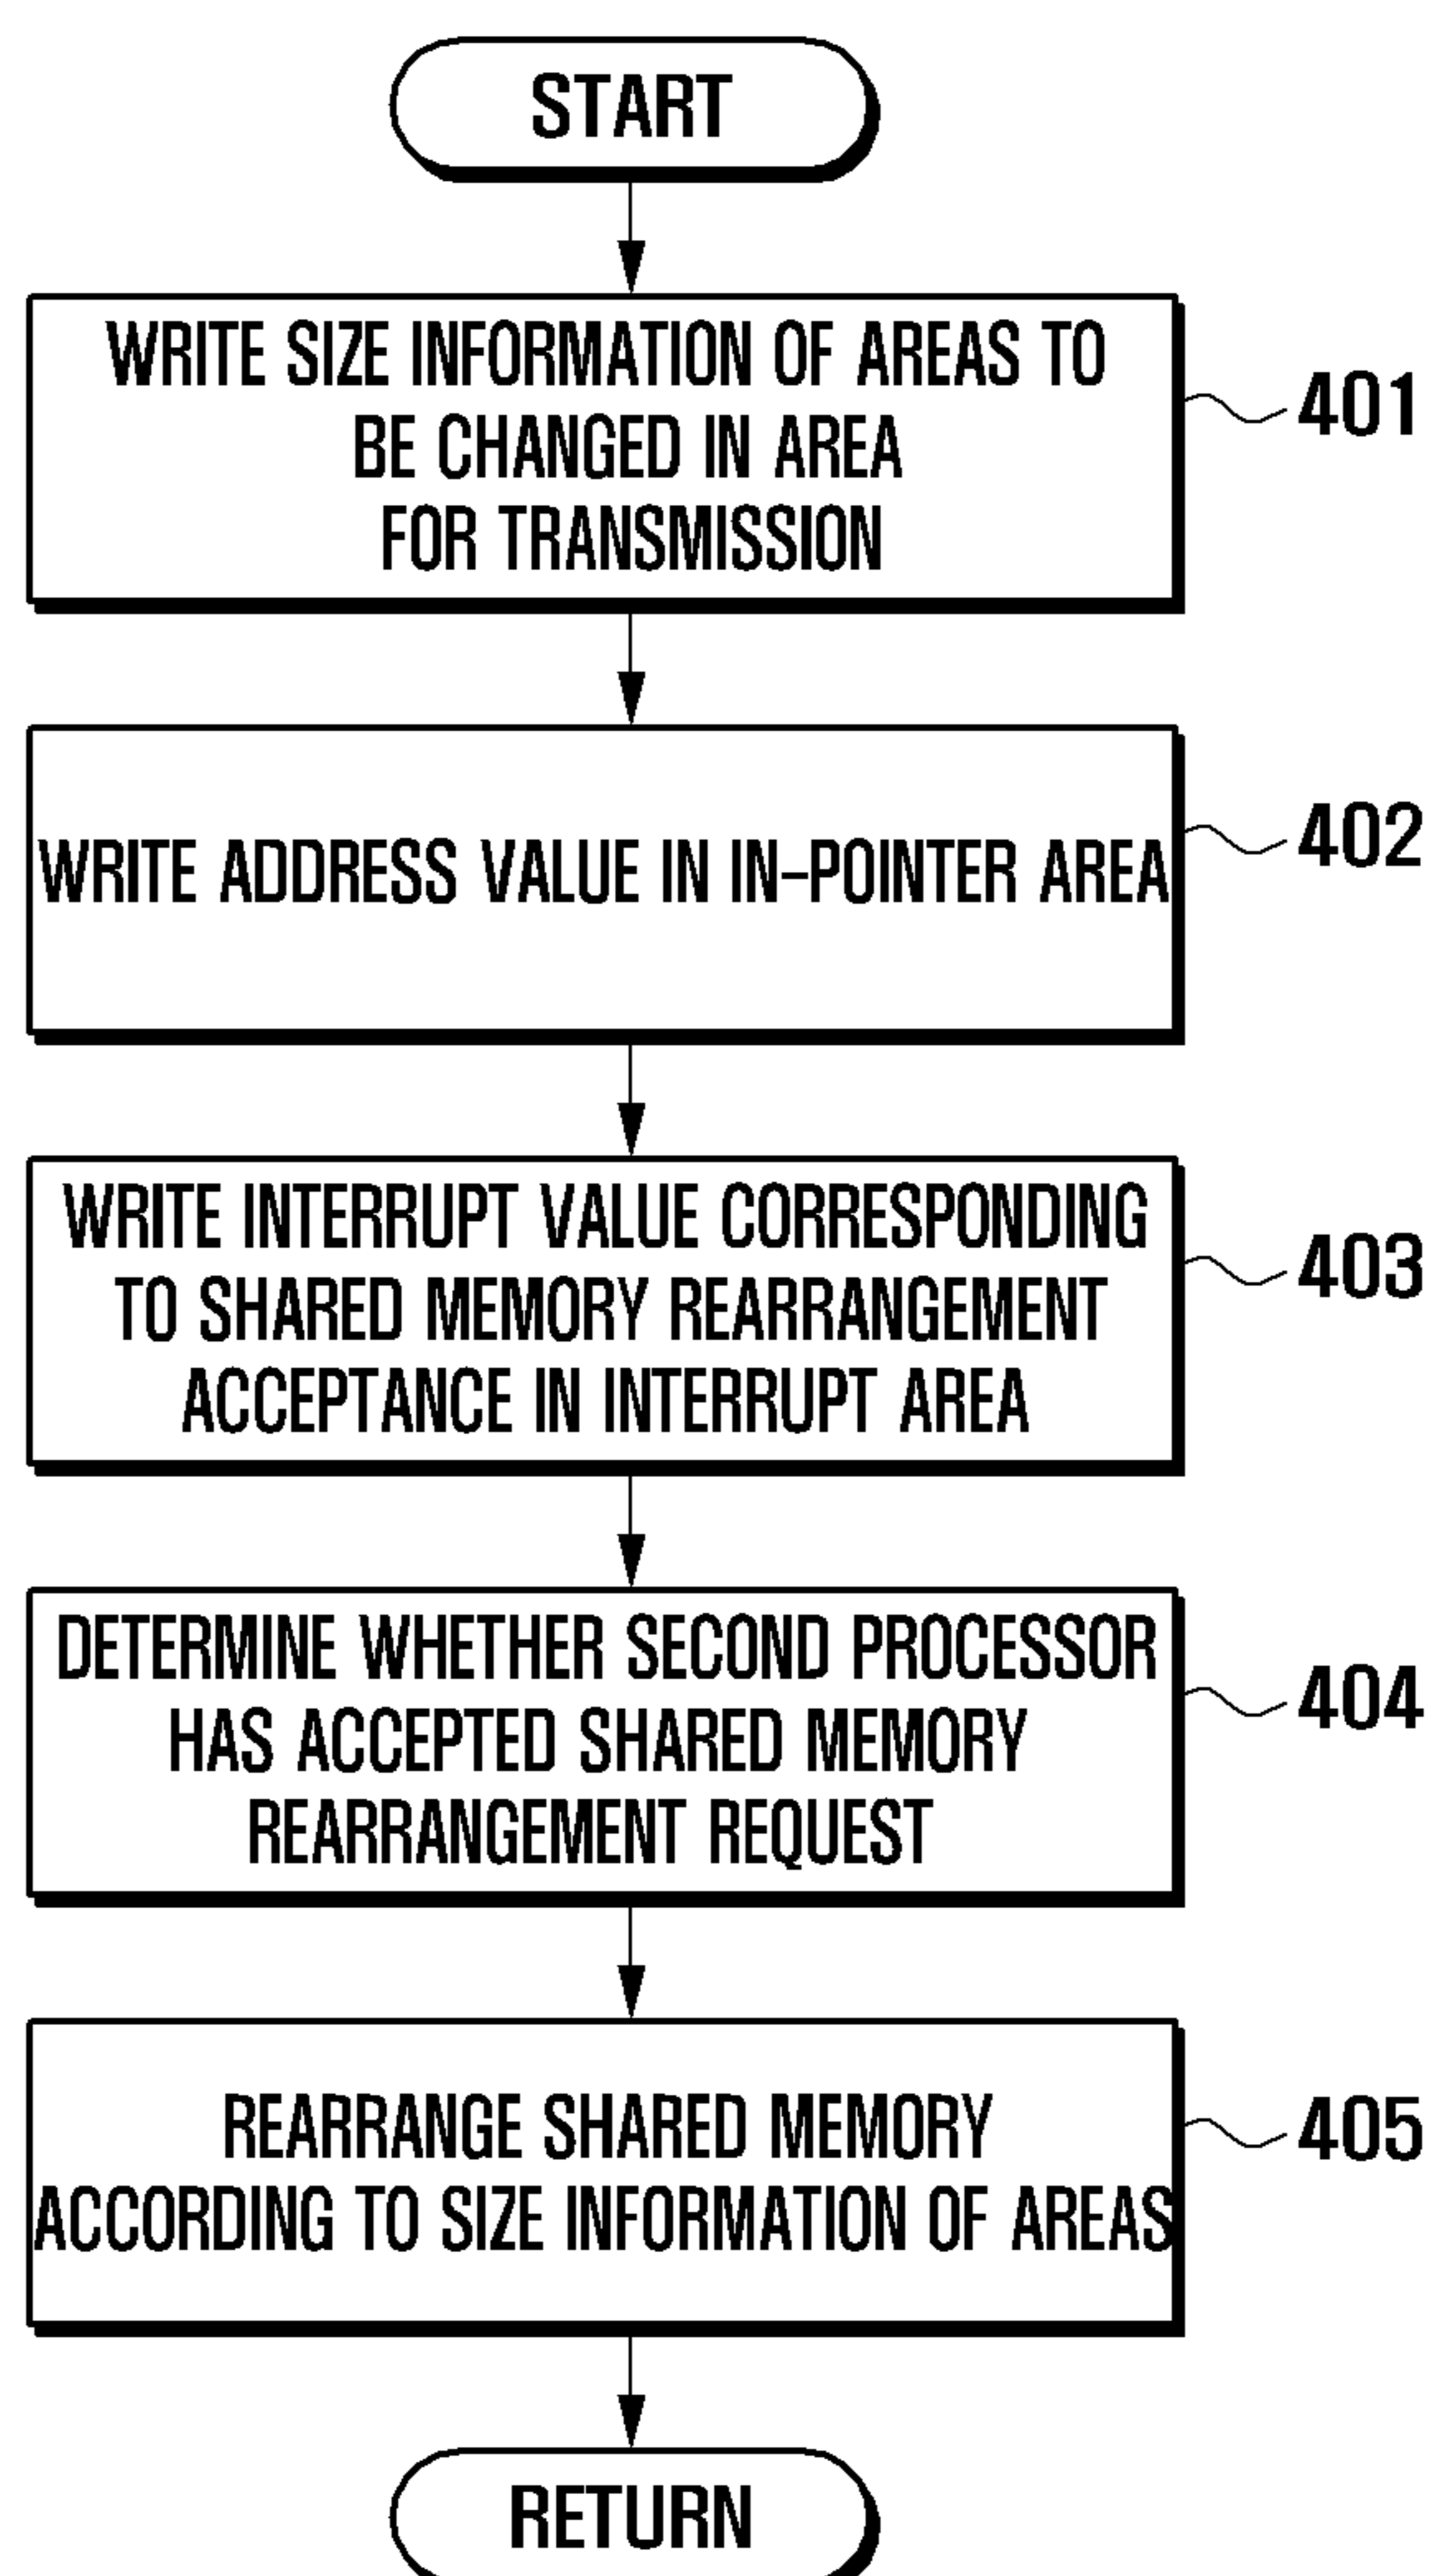 START
WRITE SIZE INFORMATION OF AREAS TO
BE CHANGED IN AREA
FOR TRANSMISSION
401
WRITE ADDRESS VALUE IN IN-POINTER AREA
402
WRITE INTERRUPT VALUE CORRESPONDING
TO SHARED MEMORY REARRANGEMENT
ACCEPTANCE IN INTERRUPT AREA
403
DETERMINE WHETHER SECOND PROCESSOR
HAS ACCEPTED SHARED MEMORY
REARRANGEMENT REQUEST
404
REARRANGE SHARED MEMORY
ACCORDING TO SIZE INFORMATION OF AREAS
405
RETURN